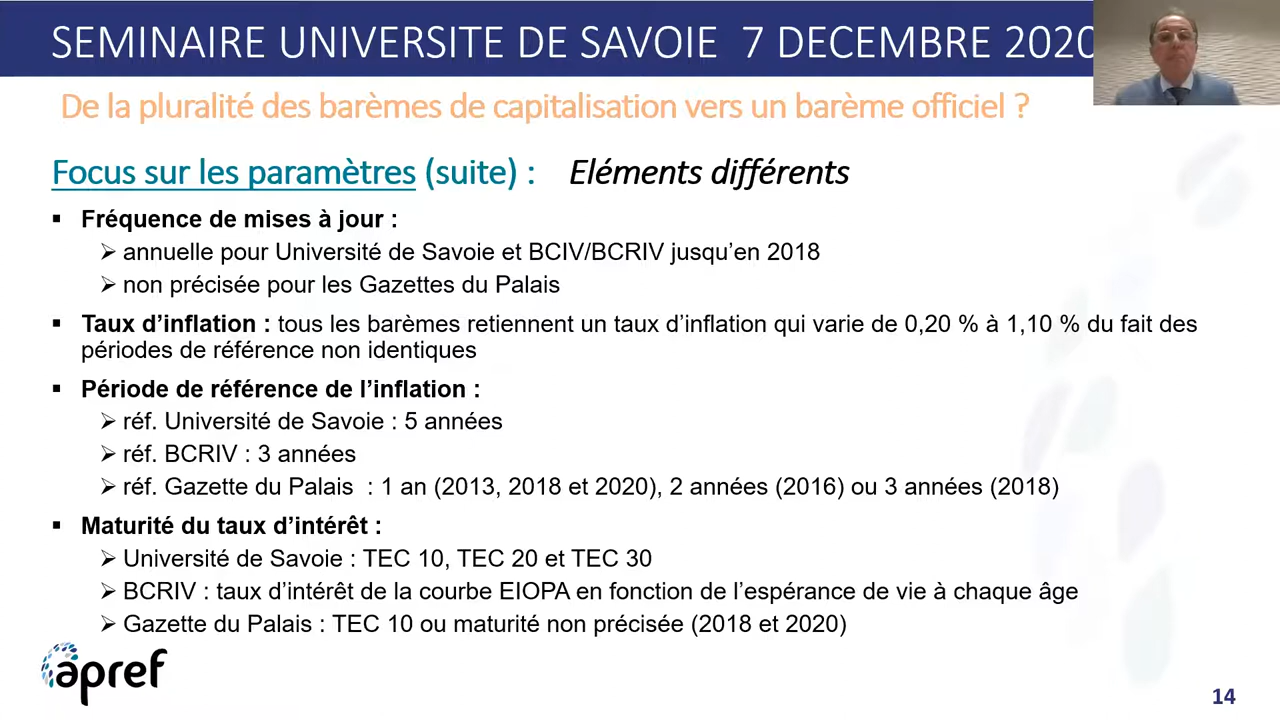 SEMINAIRE UNIVERSITE DE SAVOIE 7 DECEMBRE 2020
De la pluralité des barèmes de capitalisation vers un barème officiel ?
Focus sur les paramètres (suite) : Eléments différents
▪ Fréquence de mises à jour :
➢ annuelle pour Université de Savoie et BCIV/BCRIV jusqu’en 2018
➢ non précisée pour les Gazettes du Palais
▪ Taux d’inflation : tous les barèmes retiennent un taux d’inflation qui varie de 0,20 % à 1,10 % du fait des
périodes de référence non identiques
▪ Période de référence de l’inflation :
➢ réf. Université de Savoie : 5 années
➢ réf. BCRIV : 3 années
➢ réf. Gazette du Palais : 1 an (2013, 2018 et 2020), 2 années (2016) ou 3 années (2018)
▪ Maturité du taux d’intérêt :
➢ Université de Savoie : TEC 10, TEC 20 et TEC 30
➢ BCRIV : taux d’intérêt de la courbe EIOPA en fonction de l’espérance de vie à chaque âge
➢ Gazette du Palais : TEC 10 ou maturité non précisée (2018 et 2020)
apref
14